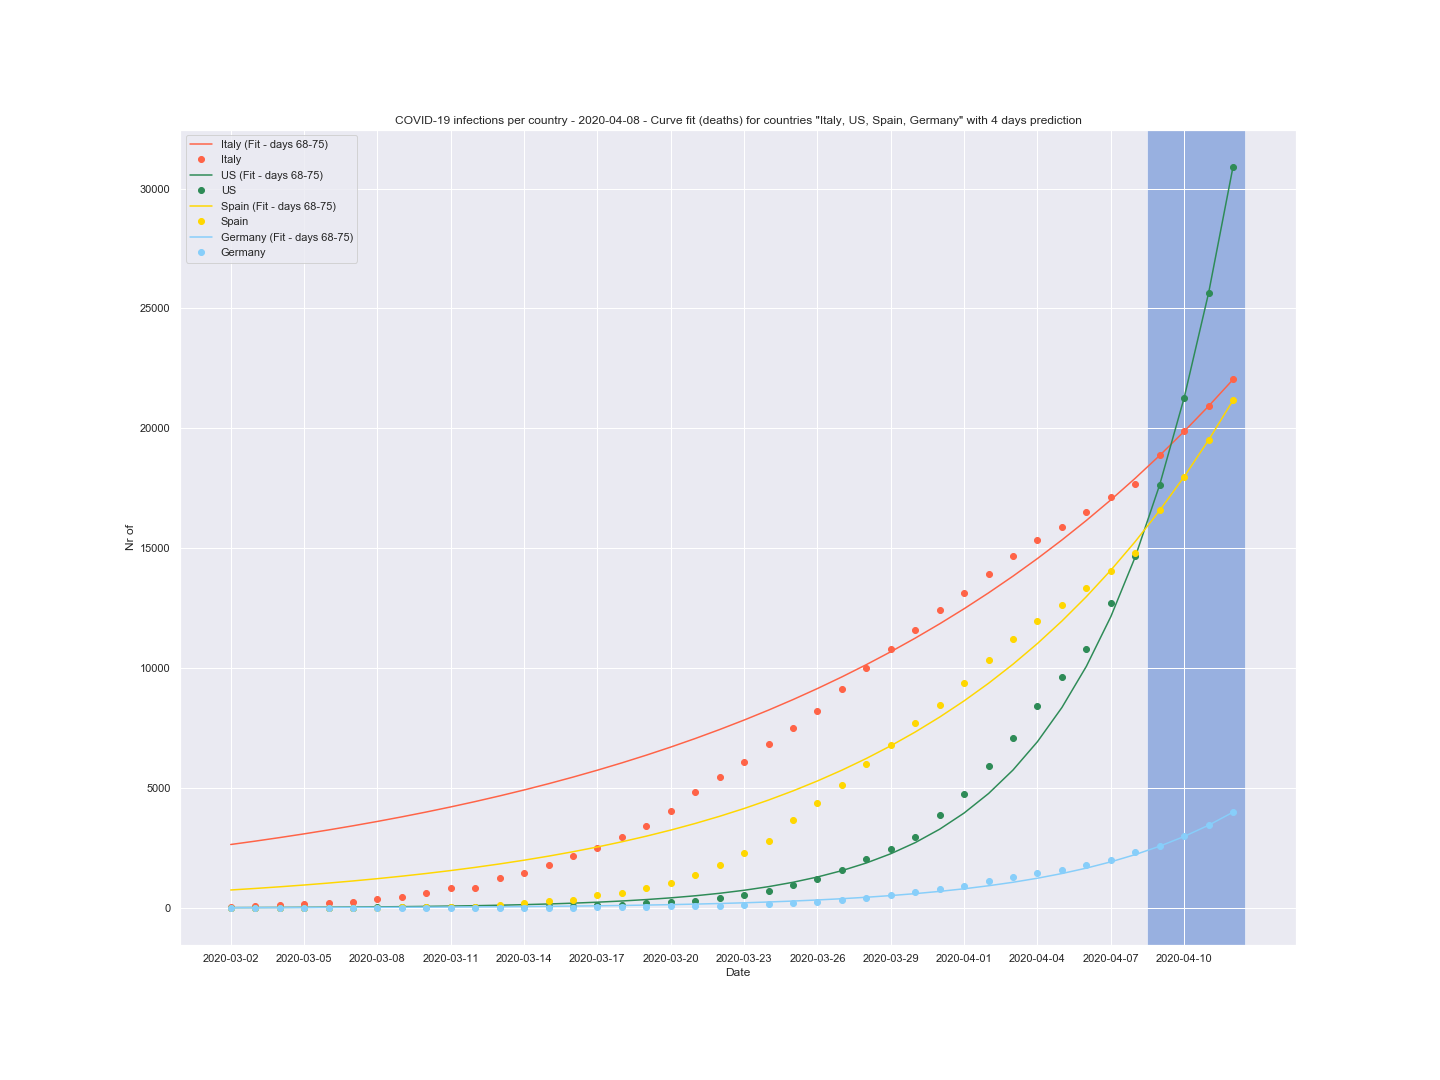 COVID-19 infections per country - 2020-04-08 - Curve fit (deaths) for countries "Italy, US, Spain, Germany" with 4 days prediction
Italy (Fit - days 68-75)
Italy
US (Fit - days 68-75)
US
Spain (Fit - days 68-75)
Spain
Germany (Fit - days 68-75)
Germany
30000
25000
20000
15000
10000
5000
0
Nr of
2020-03-02 2020-03-05 2020-03-08 2020-03-11 2020-03-14 2020-03-17 2020-03-20 2020-03-23 2020-03-26 2020-03-29 2020-04-01 2020-04-04 2020-04-07 2020-04-10
Date